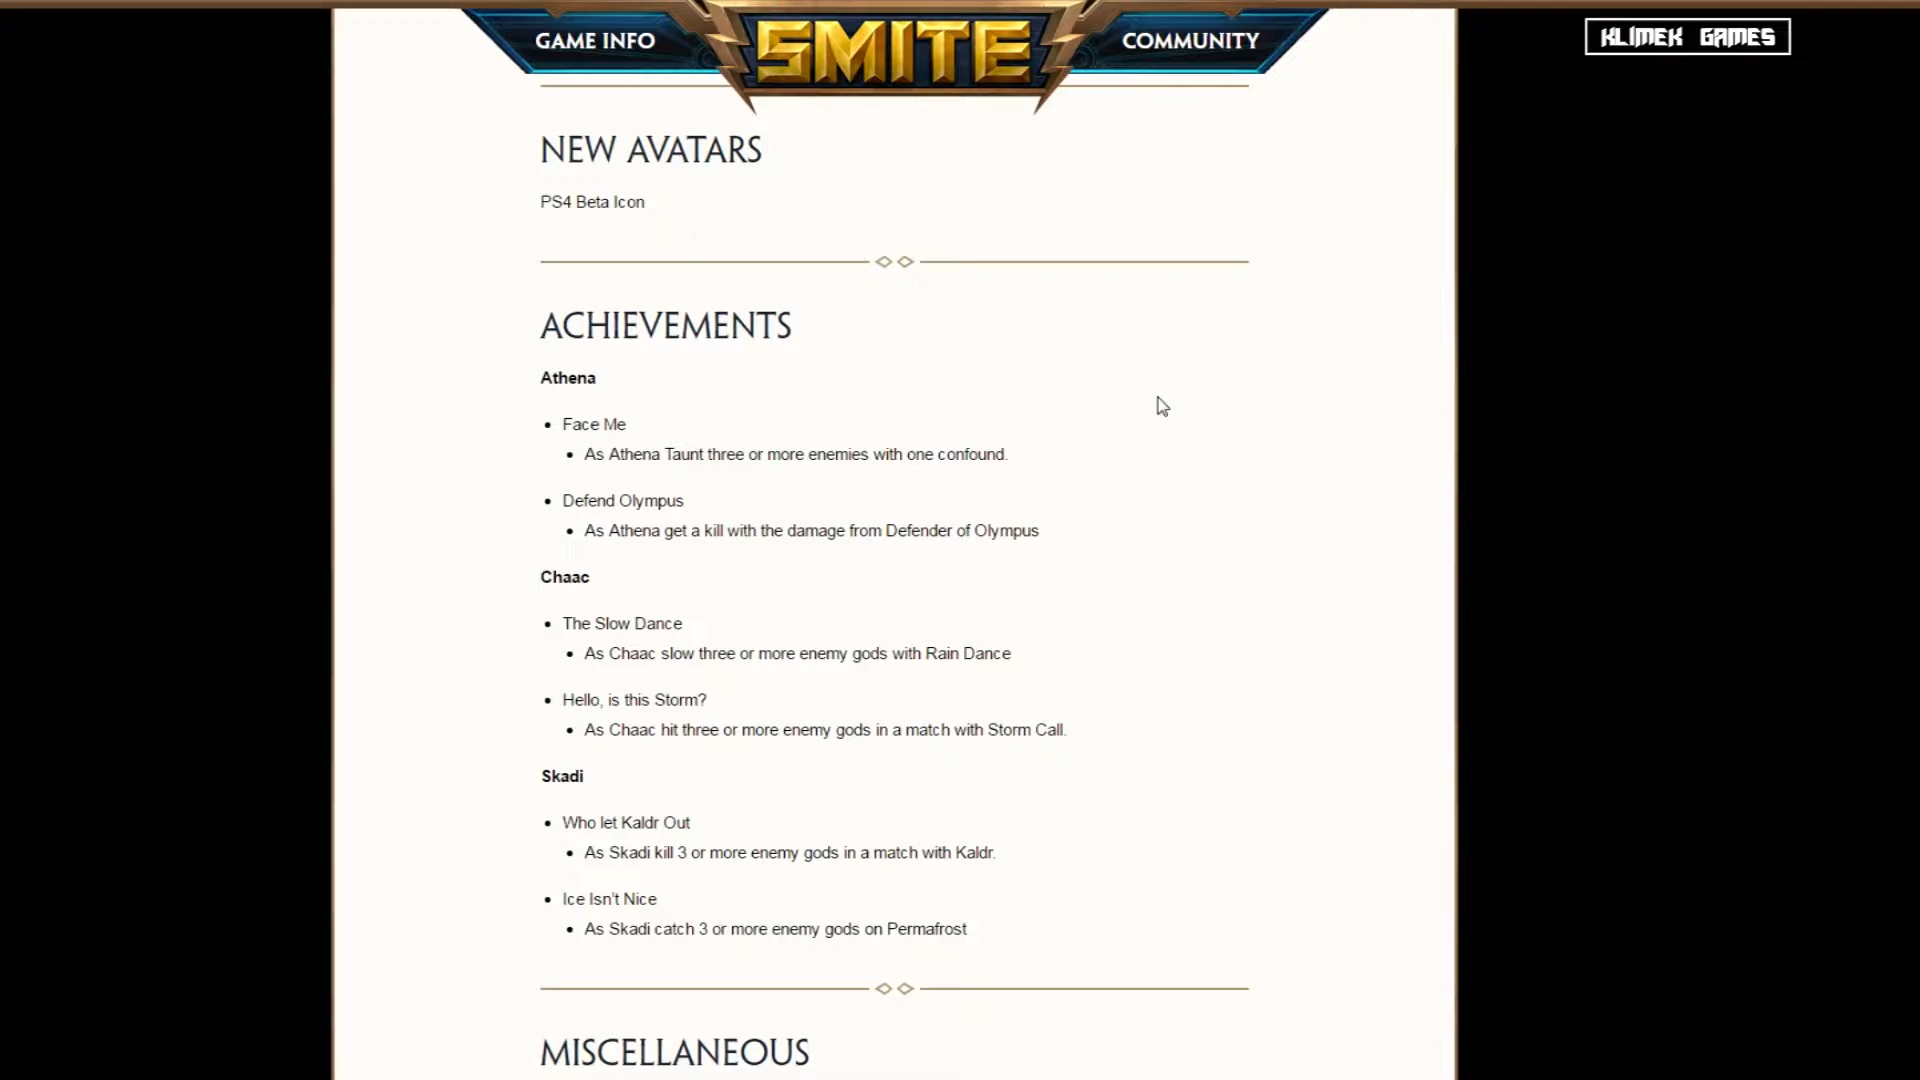 GAME INFO
SMITE
COMMUNITY
KLIMEK GAMES
NEW AVATARS
PS4 Beta Icon
ACHIEVEMENTS
Athena
Face Me
As Athena Taunt three or more enemies with one confound.
Defend Olympus
As Athena get a kill with the damage from Defender of Olympus
Chaac
The Slow Dance
As Chaac slow three or more enemy gods with Rain Dance
Hello, is this Storm?
As Chaac hit three or more enemy gods in a match with Storm Call.
Skadi
Who let Kaldr Out
As Skadi kill 3 or more enemy gods in a match with Kaldr.
Ice Isn't Nice
As Skadi catch 3 or more enemy gods on Permafrost
MISCELLANEOUS